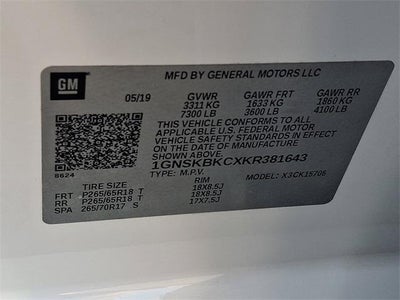 GM
MFD BY GENERAL MOTORS LLC
05/19 GVWR GAWR FRT GAWR RR
3311 KG 1633 KG 1860 KG
7300 LB 3600 LB 4100 LB
THIS VEHICLE CONFORMS TO ALL
APPLICABLE U.S. FEDERAL MOTOR
VEHICLE SAFETY STANDARDS IN EFFECT
ON THE DATE OF MANUFACTURE
1GNSKBKCXKR381643
8624
TYPE: M.P.V. MODEL: X3CK15706
TIRE SIZE RIM
FRT P265/65R18 T 18X8.5J
RR P265/65R18 T 18X8.5J
SPA 265/70R17 S 17X7.5J